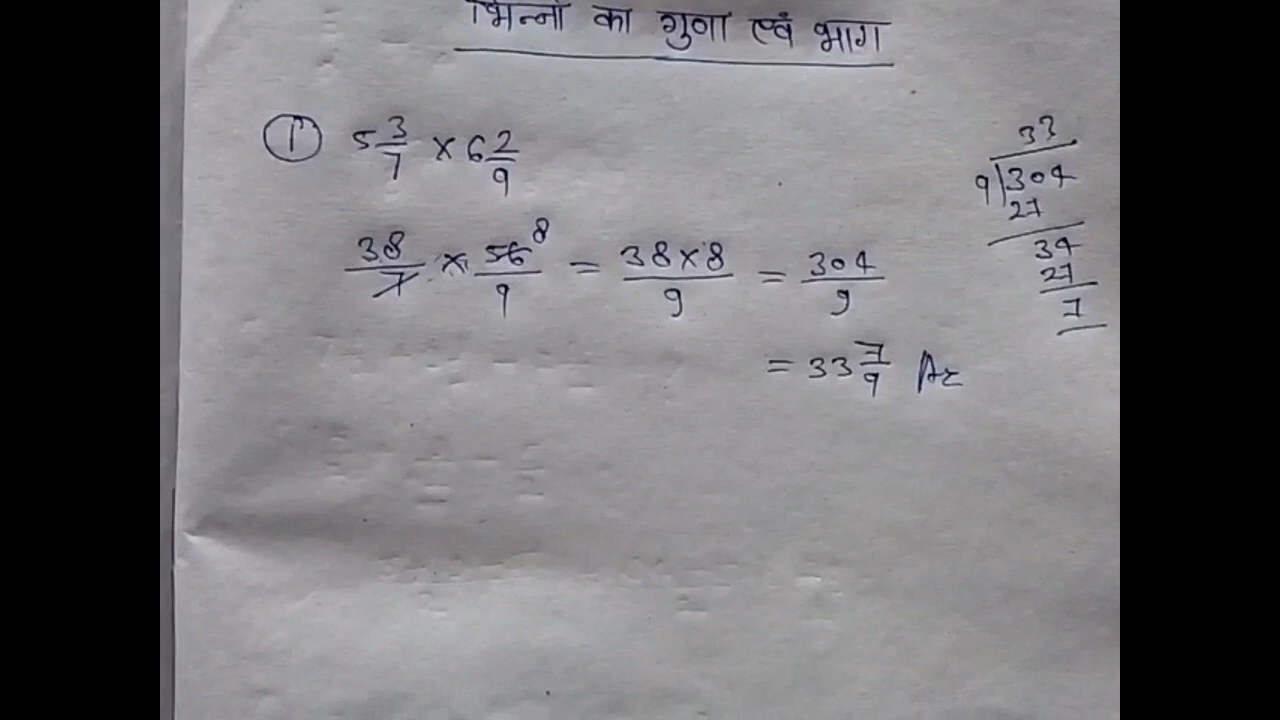 भिन्नो का गुणा एवं भाग
① 5 3/7 × 6 2/9
38/7 × 56/9 8 = 38×8/9 = 304/9
= 33 7/9
33
9)304
27
34
27
7